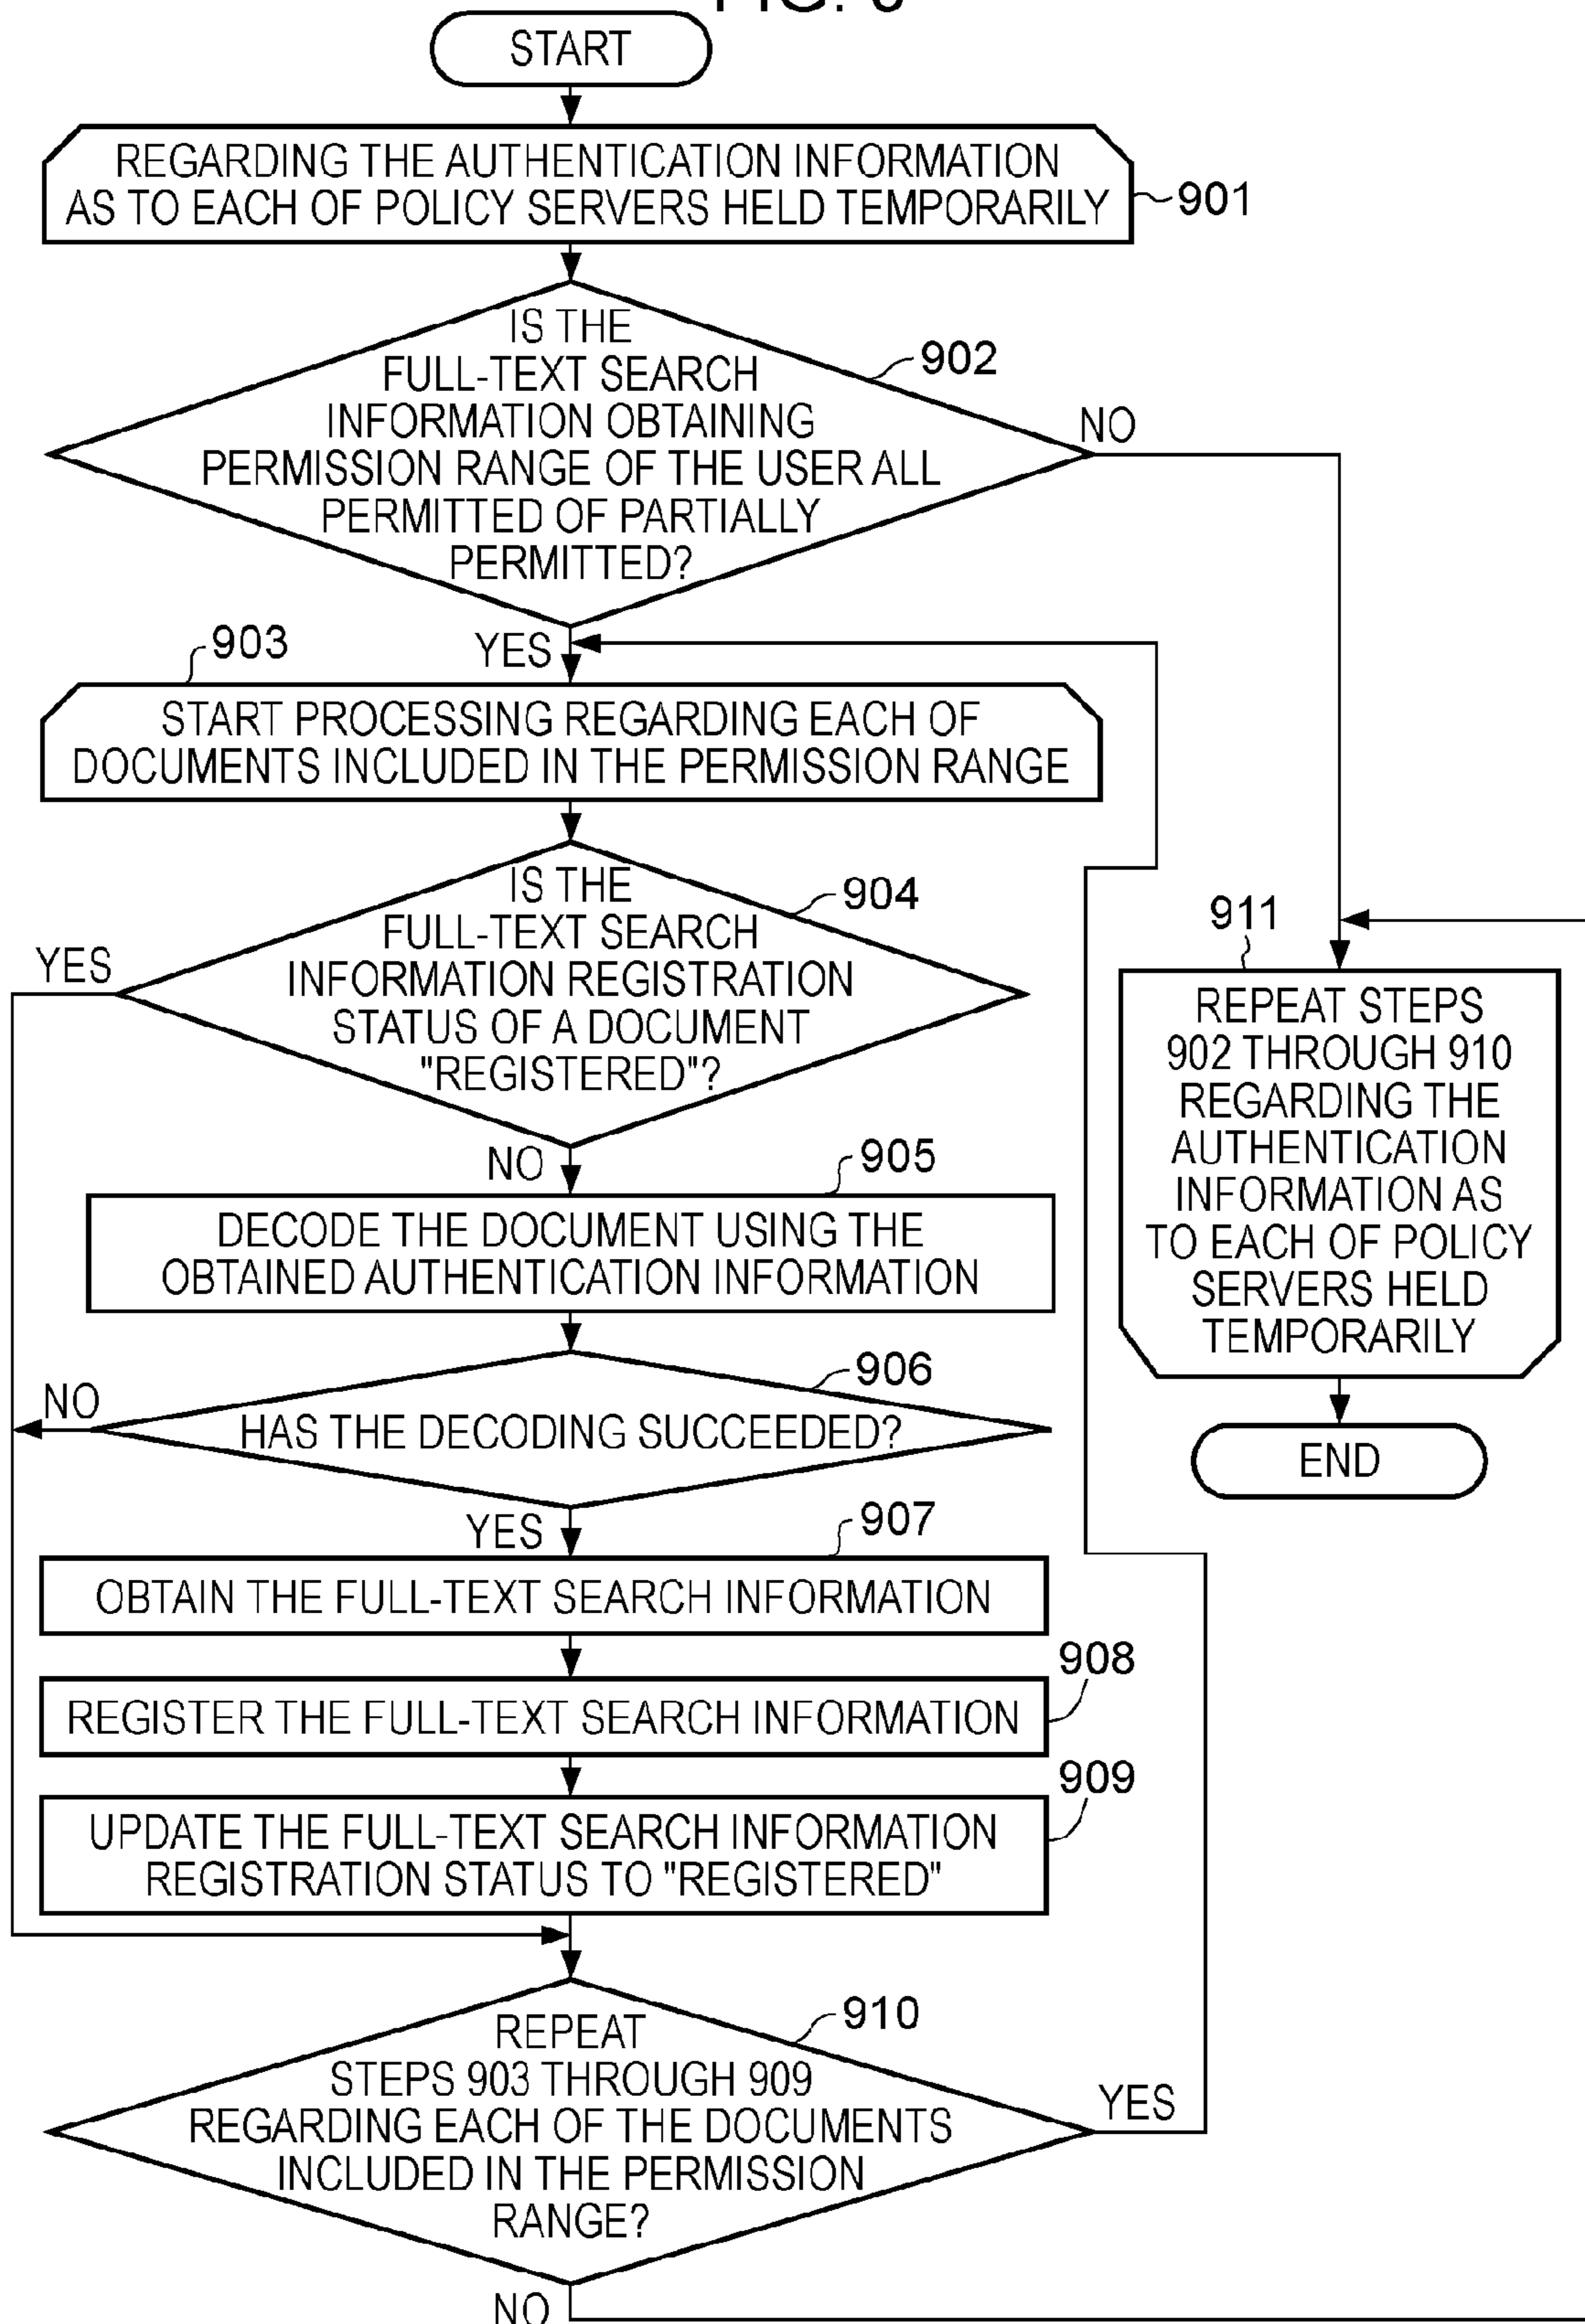 START
REGARDING THE AUTHENTICATION INFORMATION
AS TO EACH OF POLICY SERVERS HELD TEMPORARILY
901
IS THE
FULL-TEXT SEARCH
INFORMATION OBTAINING
PERMISSION RANGE OF THE USER ALL
PERMITTED OF PARTIALLY
PERMITTED?
902
NO
YES
903
START PROCESSING REGARDING EACH OF
DOCUMENTS INCLUDED IN THE PERMISSION RANGE
IS THE
FULL-TEXT SEARCH
INFORMATION REGISTRATION
STATUS OF A DOCUMENT
"REGISTERED"?
904
YES
NO
905
DECODE THE DOCUMENT USING THE
OBTAINED AUTHENTICATION INFORMATION
906
HAS THE DECODING SUCCEEDED?
NO
YES
907
OBTAIN THE FULL-TEXT SEARCH INFORMATION
908
REGISTER THE FULL-TEXT SEARCH INFORMATION
909
UPDATE THE FULL-TEXT SEARCH INFORMATION
REGISTRATION STATUS TO "REGISTERED"
910
REPEAT
STEPS 903 THROUGH 909
REGARDING EACH OF THE DOCUMENTS
INCLUDED IN THE PERMISSION
RANGE?
YES
NO
911
REPEAT STEPS
902 THROUGH 910
REGARDING THE
AUTHENTICATION
INFORMATION AS
TO EACH OF POLICY
SERVERS HELD
TEMPORARILY
END